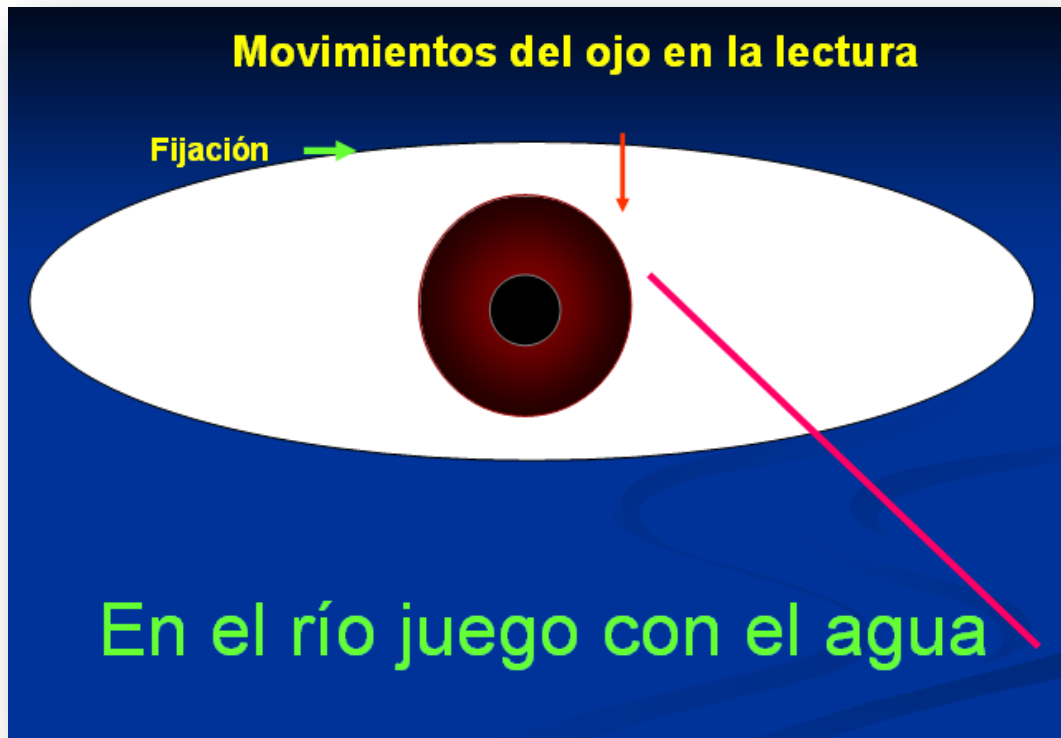 Movimientos del ojo en la lectura
Fijación
En el río juego con el agua